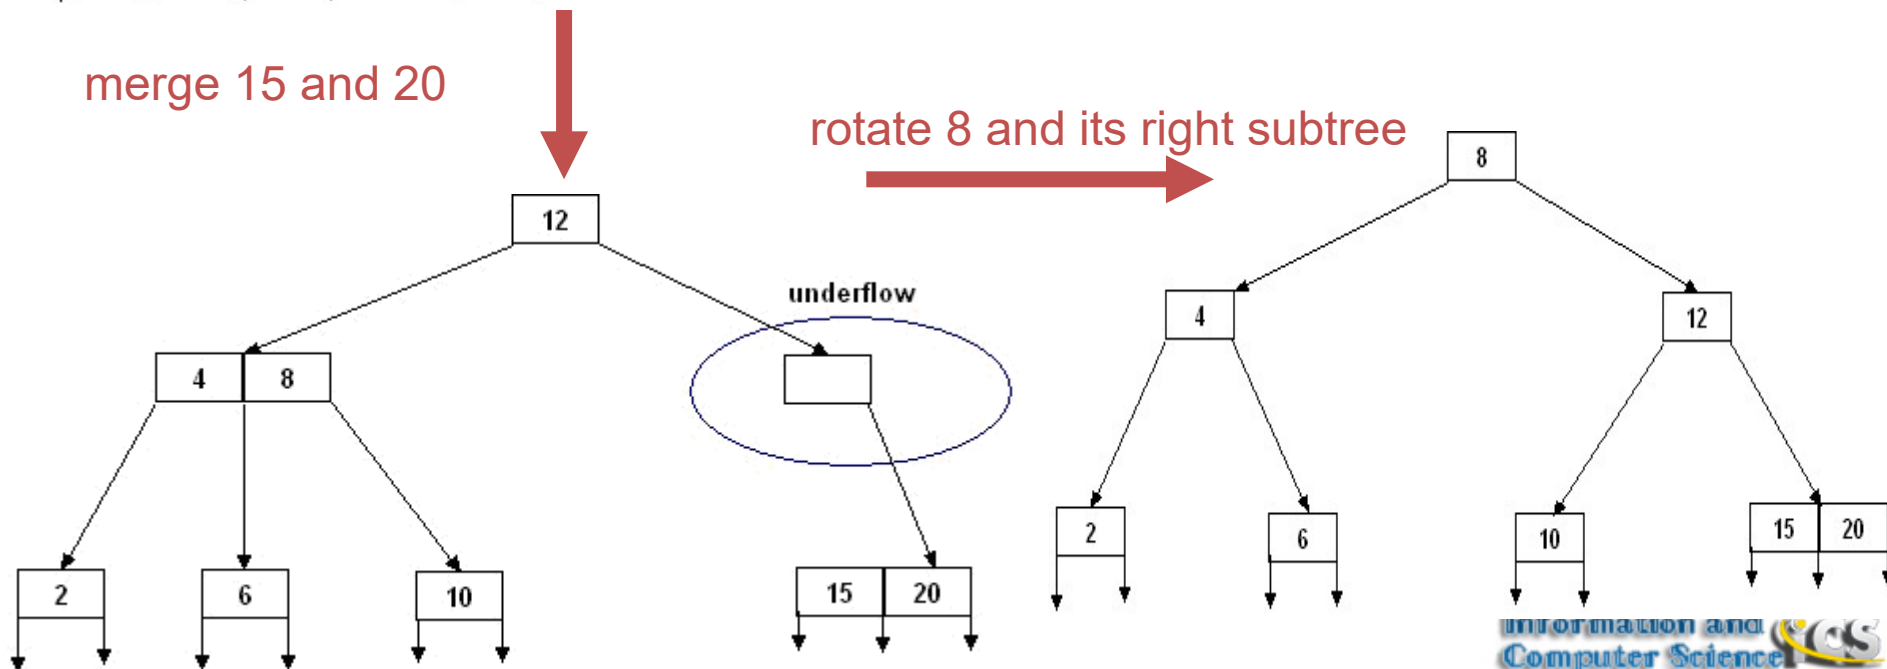 merge 15 and 20
rotate 8 and its right subtree
12
underflow
4 8
2 6 10
15 20
8
4 12
2 6 10 15 20
Information and
Computer Science ICS